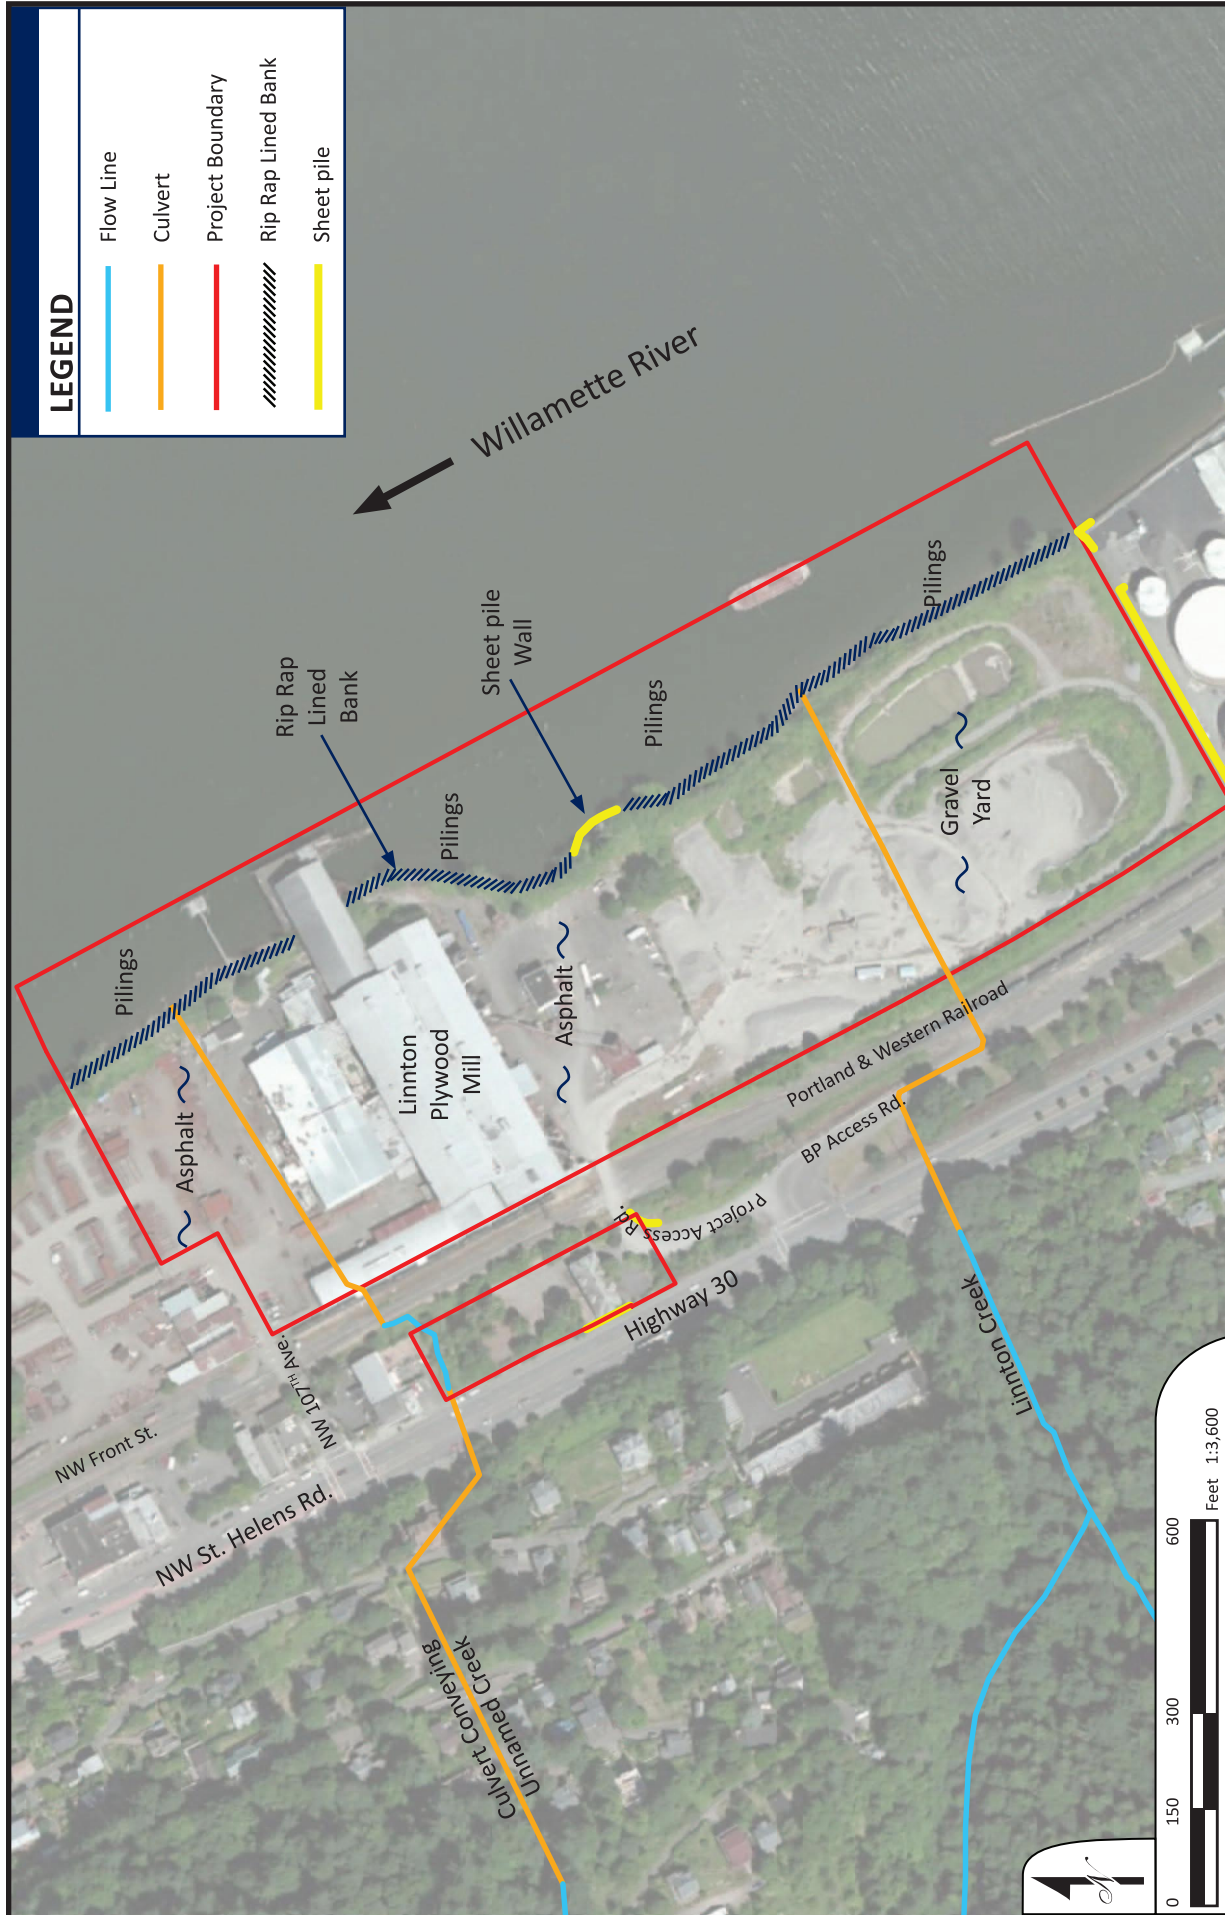 LEGEND
Flow Line
Culvert
Project Boundary
Rip Rap Lined Bank
Sheet pile
Willamette River
Rip Rap
Lined
Bank
Sheet pile
Wall
Pilings
Pilings
Pilings
Pilings
Asphalt
Linnton
Plywood
Mill
Asphalt
Gravel
Yard
Portland & Western Railroad
BP Access Rd.
Project Access Rd.
Highway 30
NW 107TH Ave.
NW Front St.
NW St. Helens Rd.
Culvert Conveying
Unnamed Creek
Linnton Creek
N
0 150 300 600
Feet 1:3,600